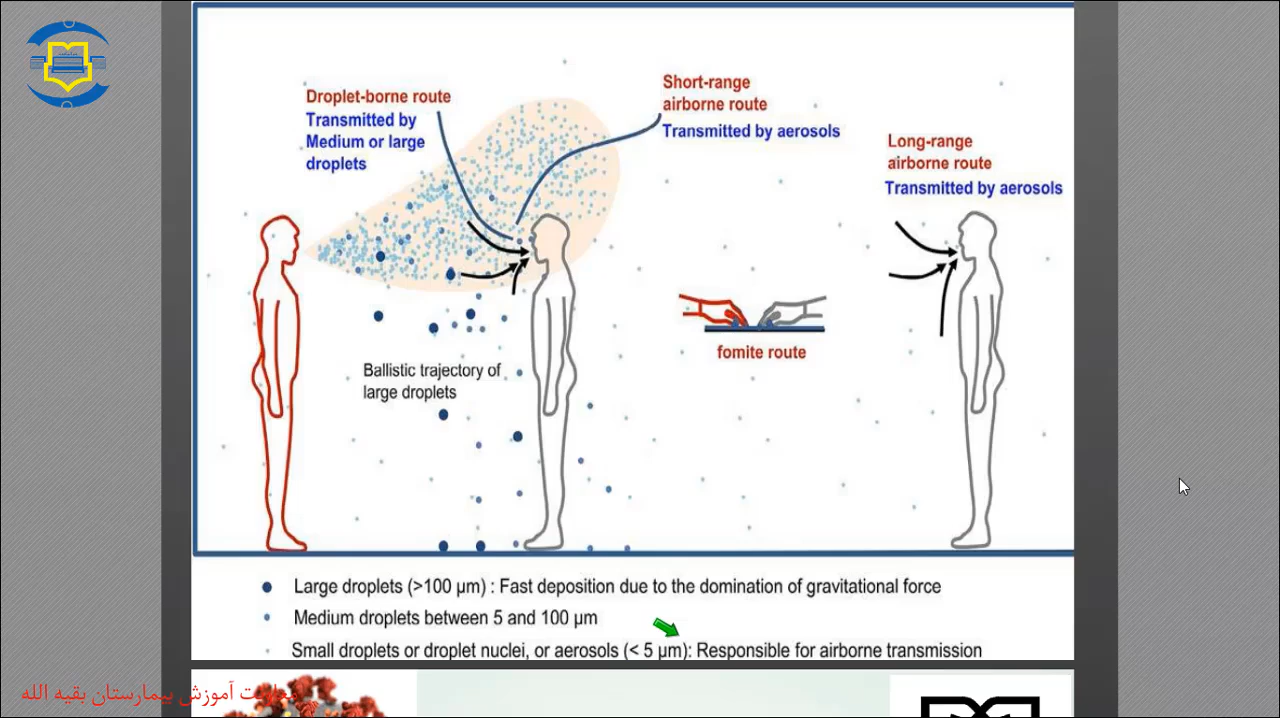 Droplet-borne route
Transmitted by
Medium or large
droplets
Short-range
airborne route
Transmitted by aerosols
Long-range
airborne route
Transmitted by aerosols
fomite route
Ballistic trajectory of
large droplets
Large droplets (>100 µm) : Fast deposition due to the domination of gravitational force
Medium droplets between 5 and 100 µm
Small droplets or droplet nuclei, or aerosols (< 5 µm): Responsible for airborne transmission
معاونت آموزش بیمارستان بقیه الله